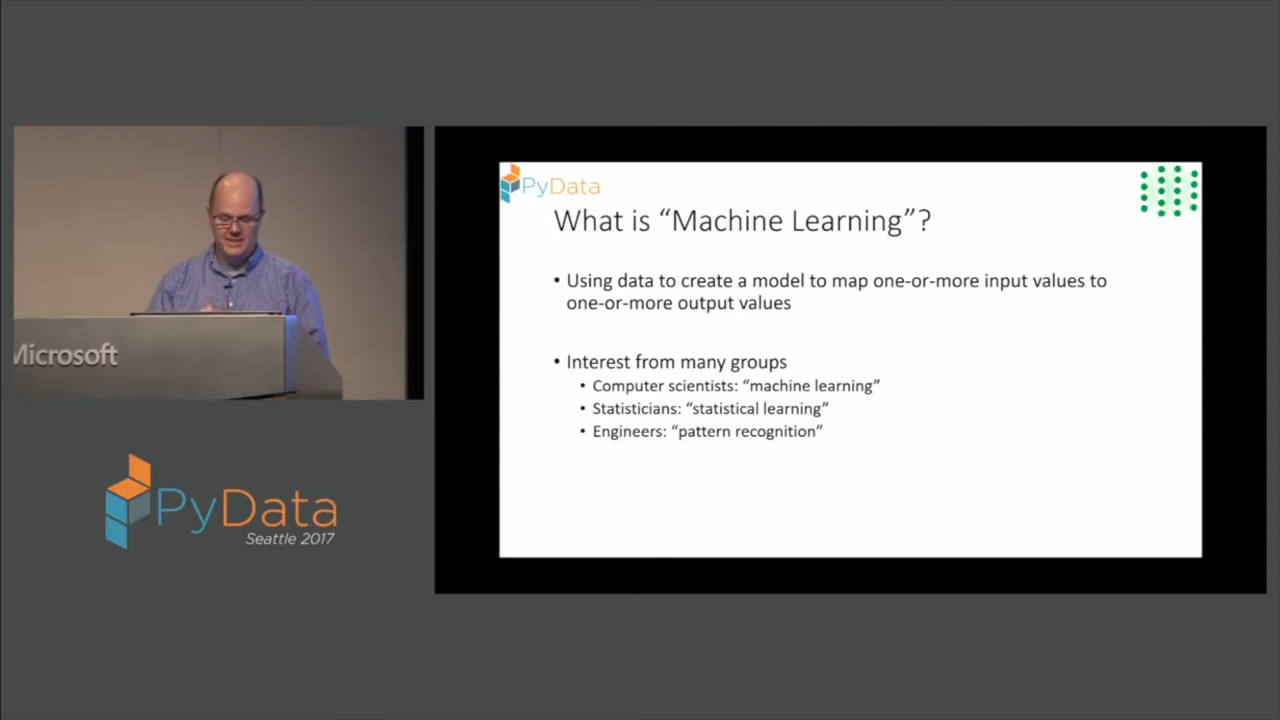 Microsoft
PyData
Seattle 2017
PyData
What is “Machine Learning”?
• Using data to create a model to map one-or-more input values to
one-or-more output values
• Interest from many groups
• Computer scientists: “machine learning”
• Statisticians: “statistical learning”
• Engineers: “pattern recognition”